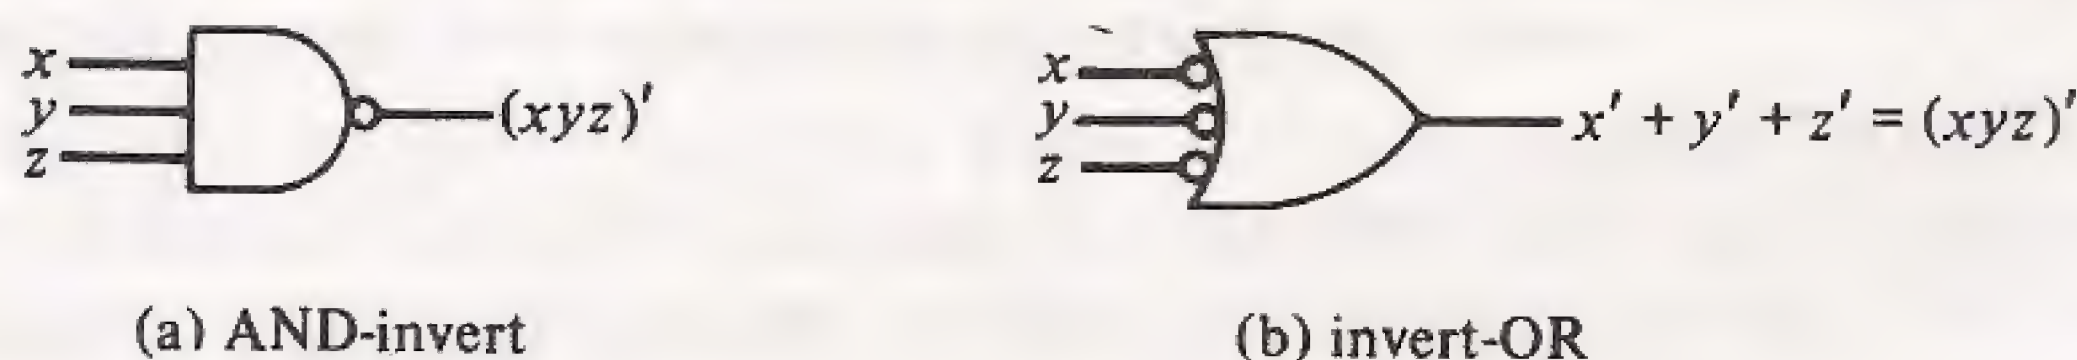 x
y
z
(xyz)′
(a) AND-invert
x
y
z
x′ + y′ + z′ = (xyz)′
(b) invert-OR